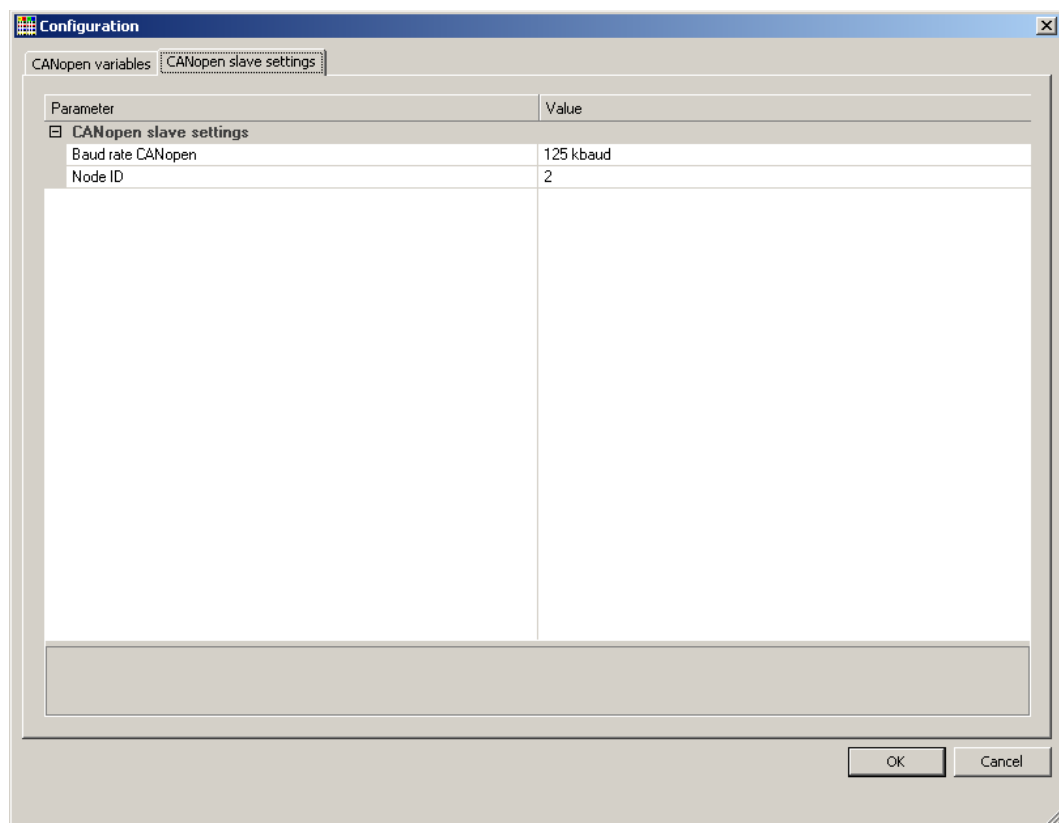 Configuration
CANopen variables CANopen slave settings
Parameter Value
CANopen slave settings
Baud rate CANopen 125 kbaud
Node ID 2
OK Cancel